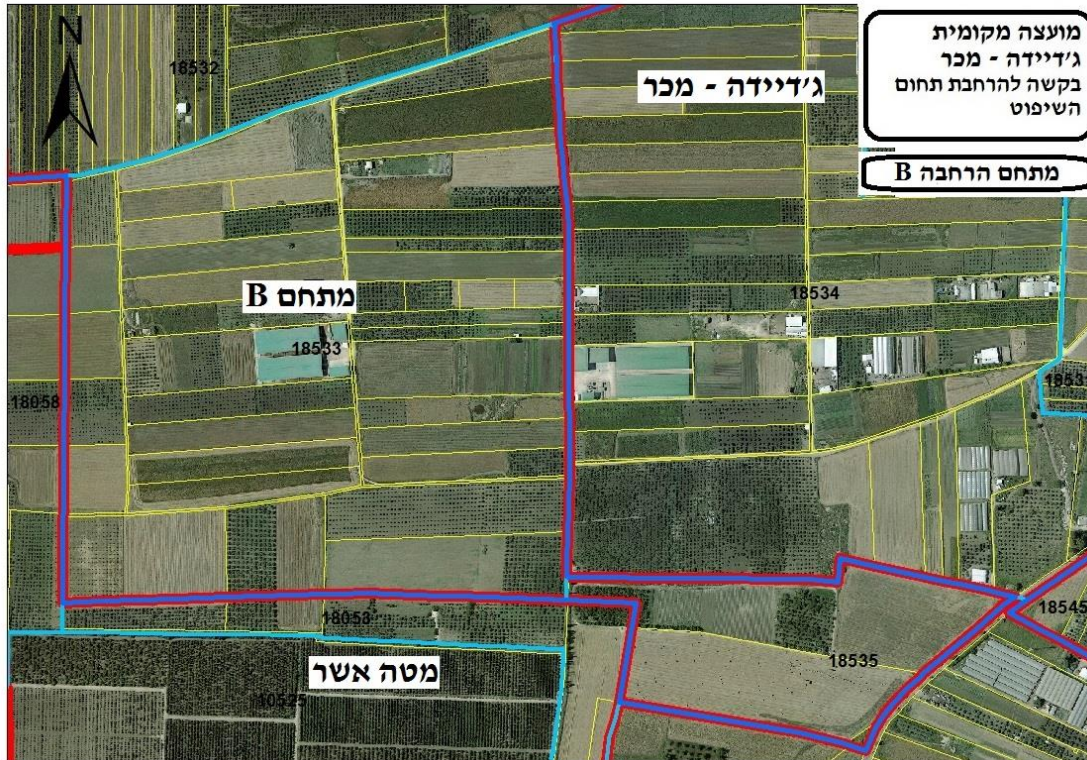 מועצה מקומית
ג'דיידה - מכר
בקשה להרחבת תחום
השיפוט
מתחם הרחבה B
N
18532
ג'דיידה - מכר
מתחם B
18534
18533
18058
1853
18053
18545
18535
מטה אשר
10525